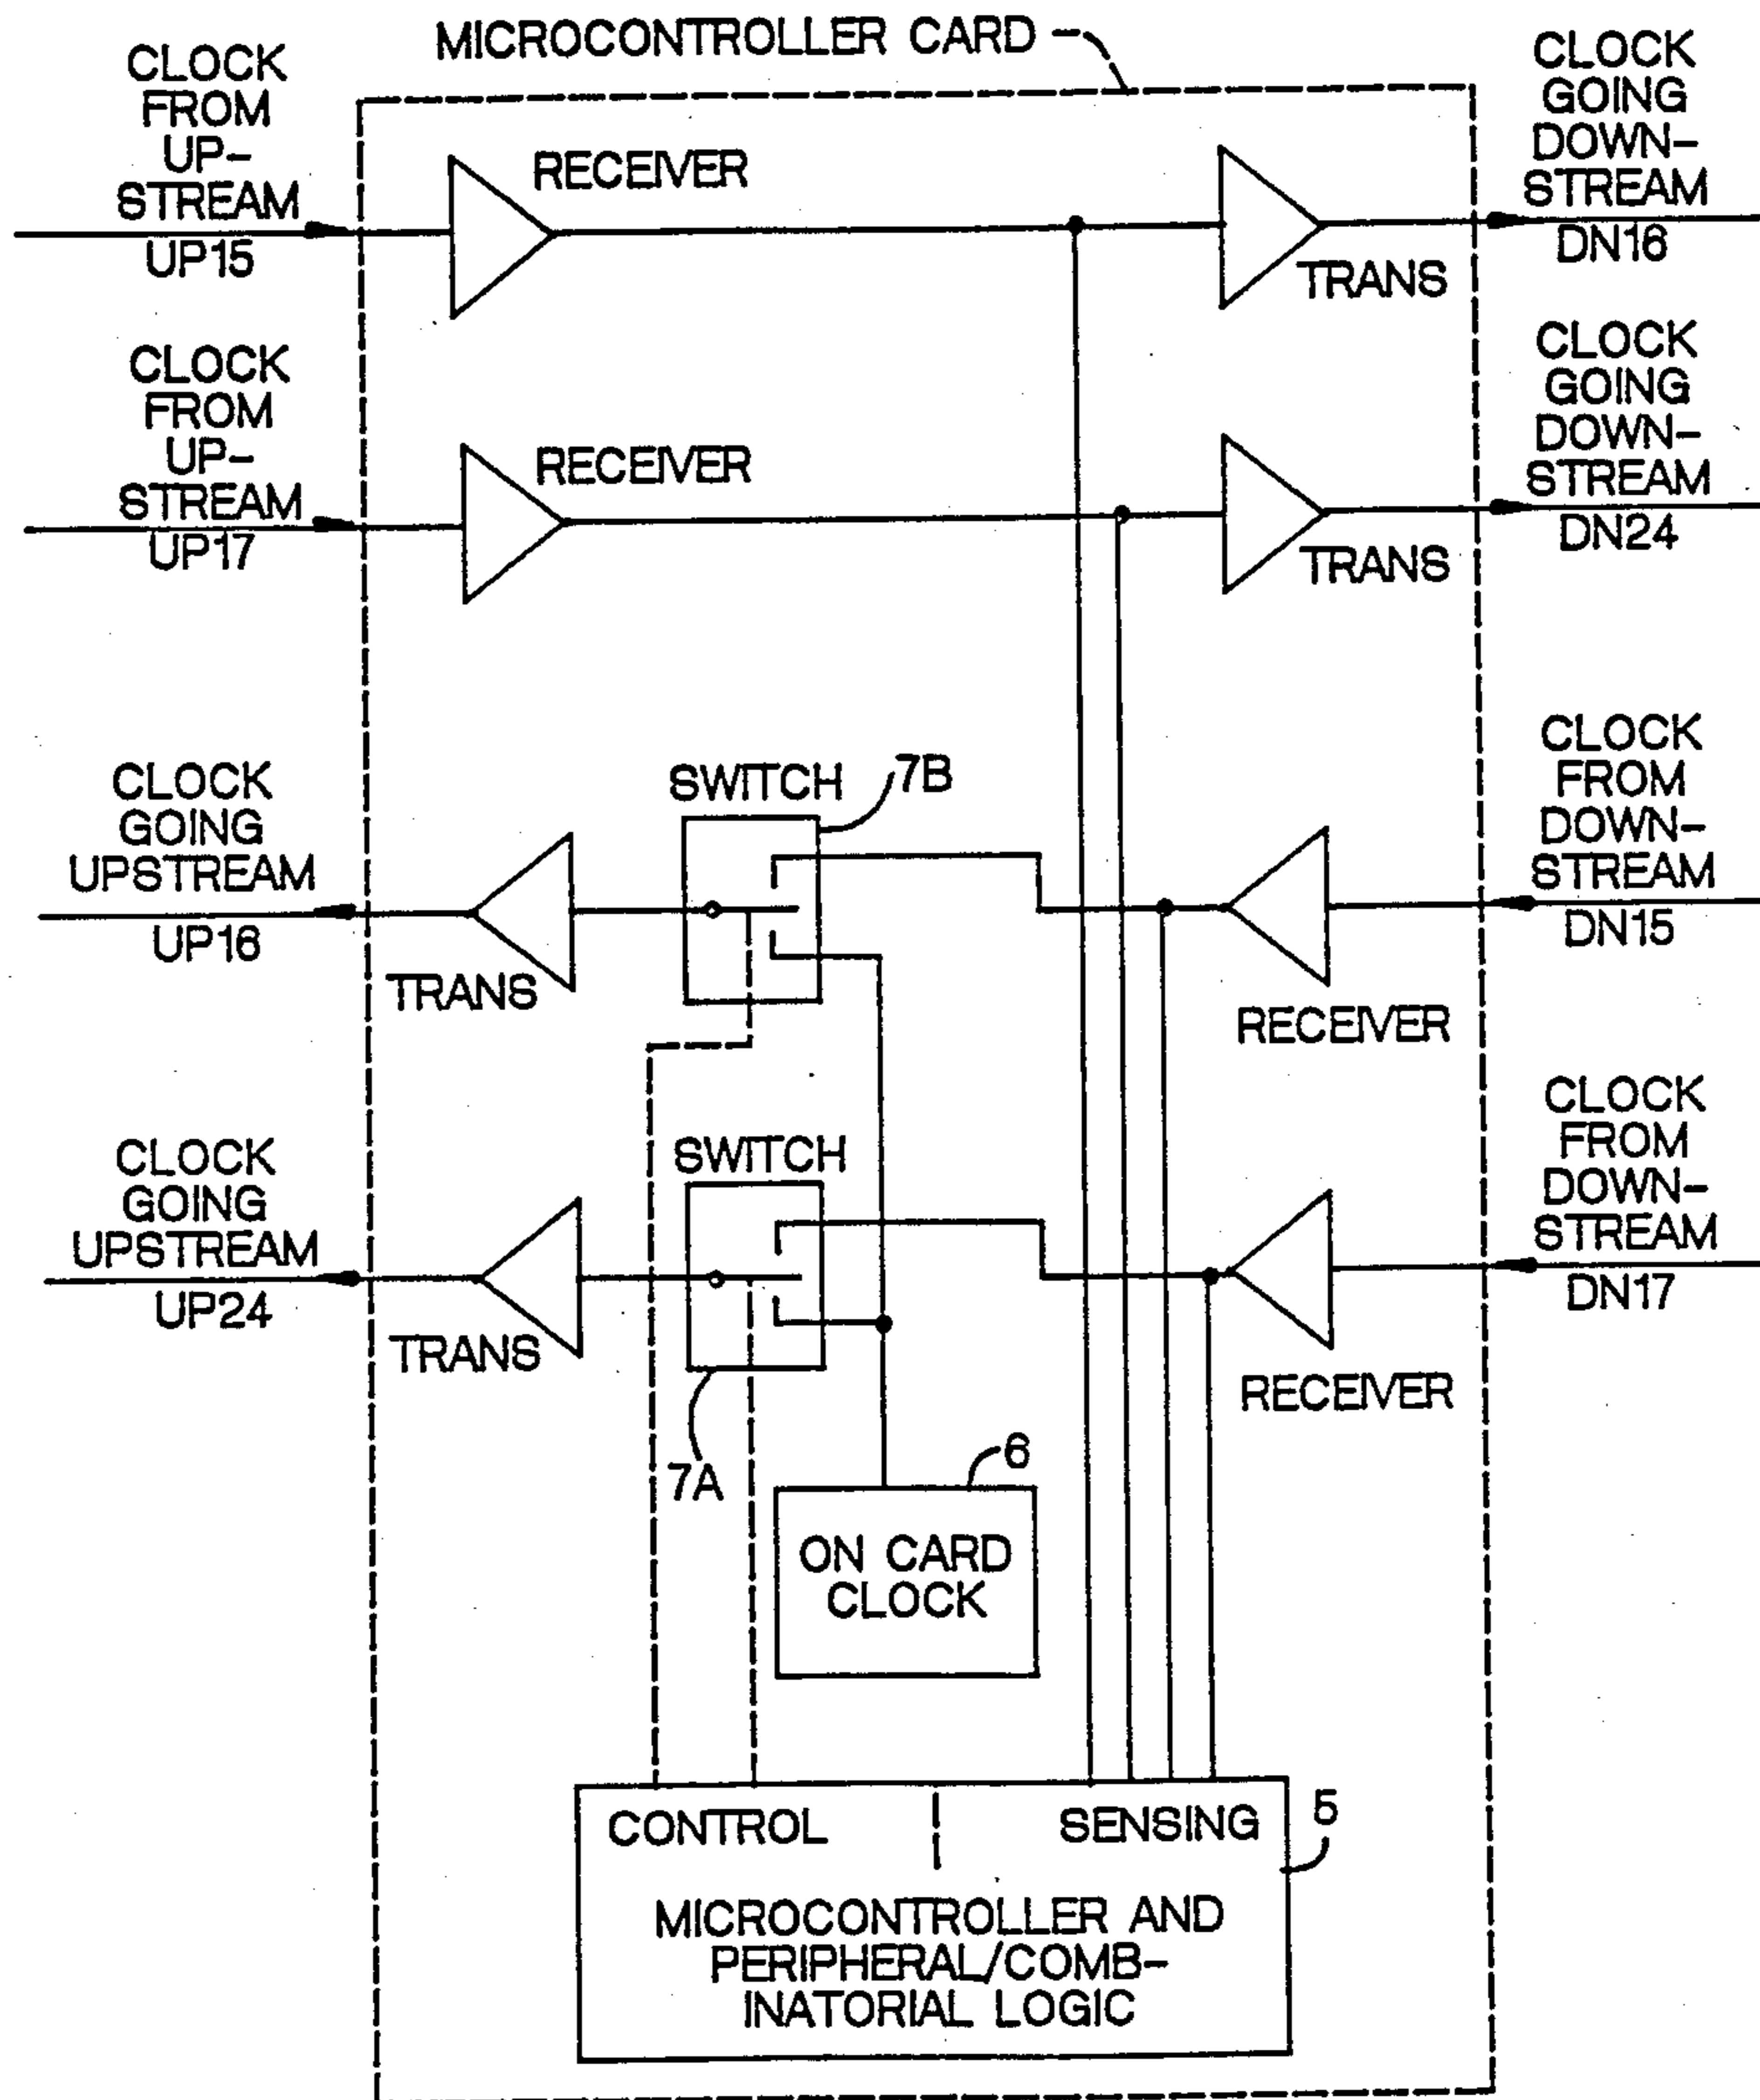 MICROCONTROLLER CARD
CLOCK
FROM
UP-
STREAM
UP15
RECEIVER
TRANS
CLOCK
GOING
DOWN-
STREAM
DN16
CLOCK
FROM
UP-
STREAM
UP17
RECEIVER
TRANS
CLOCK
GOING
DOWN-
STREAM
DN24
CLOCK
GOING
UPSTREAM
UP16
TRANS
SWITCH
7B
RECEIVER
CLOCK
FROM
DOWN-
STREAM
DN15
CLOCK
GOING
UPSTREAM
UP24
TRANS
SWITCH
7A
RECEIVER
CLOCK
FROM
DOWN-
STREAM
DN17
6
ON CARD
CLOCK
CONTROL
SENSING
5
MICROCONTROLLER AND
PERIPHERAL/COMB-
INATORIAL LOGIC